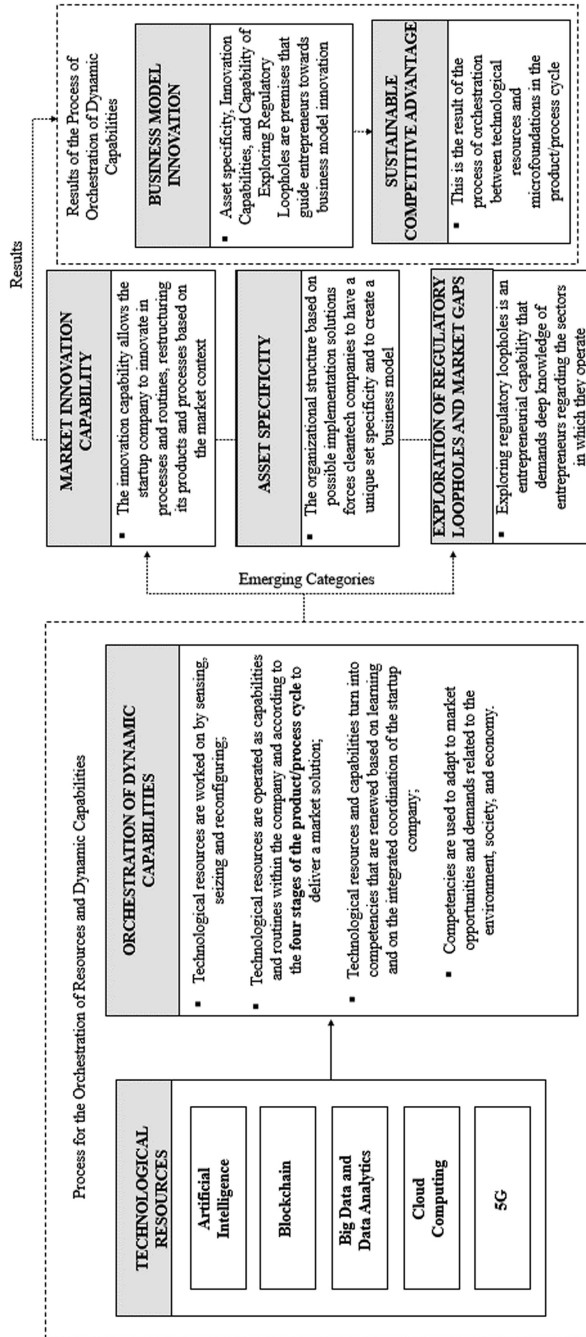 Process for the Orchestration of Resources and Dynamic Capabilities
TECHNOLOGICAL
RESOURCES
Artificial
Intelligence
Blockchain
Big Data and
Data Analytics
Cloud
Computing
5G
ORCHESTRATION OF DYNAMIC
CAPABILITIES
▪ Technological resources are worked on by sensing,
seizing and reconfiguring;
▪ Technological resources are operated as capabilities
and routines within the company and according to
the four stages of the product/process cycle to
deliver a market solution;
▪ Technological resources and capabilities turn into
competencies that are renewed based on learning
and on the integrated coordination of the startup
company;
▪ Competencies are used to adapt to market
opportunities and demands related to the
environment, society, and economy.
Emerging Categories
MARKET INNOVATION
CAPABILITY
▪ The innovation capability allows the
startup company to innovate in
processes and routines, restructuring
its products and processes based on
the market context
ASSET SPECIFICITY
▪ The organizational structure based on
possible implementation solutions
forces cleantech companies to have a
unique set specificity and to create a
business model
EXPLORATION OF REGULATORY
LOOPHOLES AND MARKET GAPS
▪ Exploring regulatory loopholes is an
entrepreneurial capability that
demands deep knowledge of
entrepreneurs regarding the sectors
in which they operate
Results
Results of the Process of
Orchestration of Dynamic
Capabilities
BUSINESS MODEL
INNOVATION
▪ Asset specificity, Innovation
Capabilities, and Capability of
Exploring Regulatory
Loopholes are premises that
guide entrepreneurs towards
business model innovation
SUSTAINABLE
COMPETITIVE ADVANTAGE
▪ This is the result of the
process of orchestration
between technological
resources and
microfoundations in the
product/process cycle